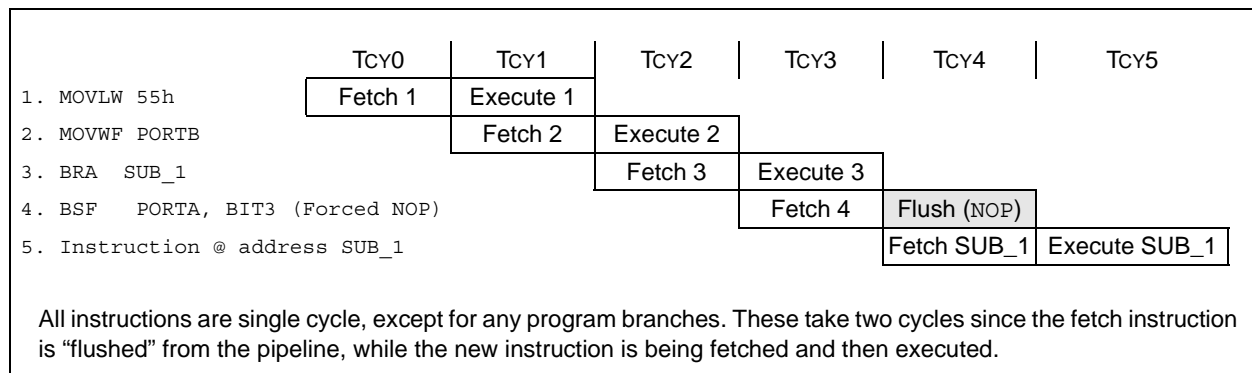 TCY0 TCY1 TCY2 TCY3 TCY4 TCY5
1. MOVLW 55h Fetch 1 Execute 1
2. MOVWF PORTB Fetch 2 Execute 2
3. BRA SUB_1 Fetch 3 Execute 3
4. BSF PORTA, BIT3 (Forced NOP) Fetch 4 Flush (NOP)
5. Instruction @ address SUB_1 Fetch SUB_1 Execute SUB_1
All instructions are single cycle, except for any program branches. These take two cycles since the fetch instruction
is “flushed” from the pipeline, while the new instruction is being fetched and then executed.